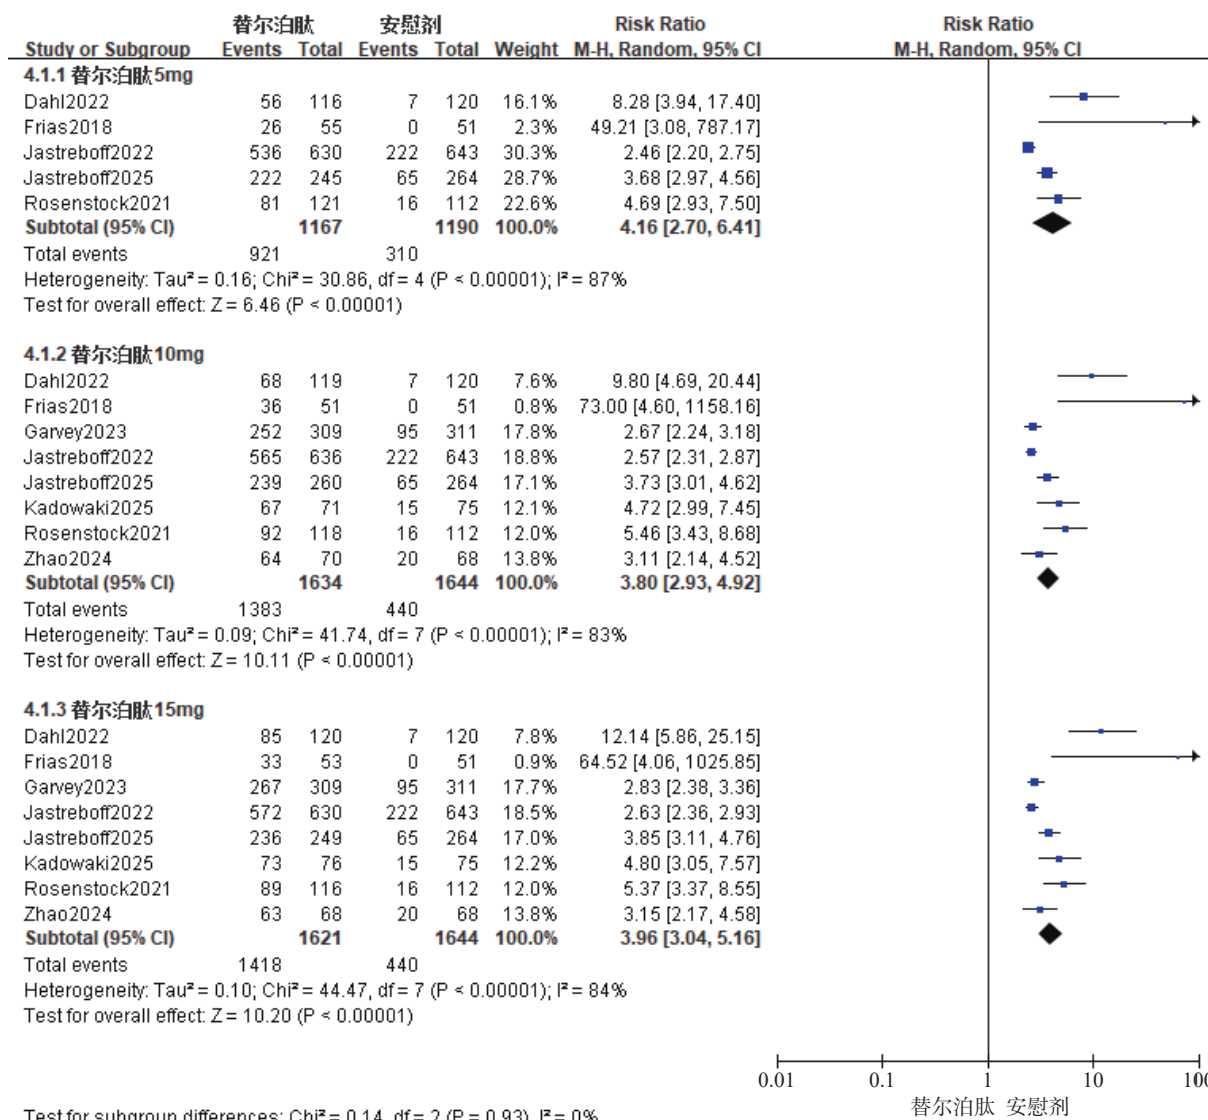 替尔泊肽 安慰剂 Risk Ratio Risk Ratio
Study or Subgroup Events Total Events Total Weight M-H, Random, 95% CI M-H, Random, 95% CI
4.1.1 替尔泊肽5mg
Dahl2022 56 116 7 120 16.1% 8.28 [3.94, 17.40]
Frias2018 26 55 0 51 2.3% 49.21 [3.08, 787.17]
Jastreboff2022 536 630 222 643 30.3% 2.46 [2.20, 2.75]
Jastreboff2025 222 245 65 264 28.7% 3.68 [2.97, 4.56]
Rosenstock2021 81 121 16 112 22.6% 4.69 [2.93, 7.50]
Subtotal (95% CI) 1167 1190 100.0% 4.16 [2.70, 6.41]
Total events 921 310
Heterogeneity: Tau² = 0.16; Chi² = 30.86, df = 4 (P < 0.00001); I² = 87%
Test for overall effect: Z = 6.46 (P < 0.00001)
4.1.2 替尔泊肽10mg
Dahl2022 68 119 7 120 7.6% 9.80 [4.69, 20.44]
Frias2018 36 51 0 51 0.8% 73.00 [4.60, 1158.16]
Garvey2023 252 309 95 311 17.8% 2.67 [2.24, 3.18]
Jastreboff2022 565 636 222 643 18.8% 2.57 [2.31, 2.87]
Jastreboff2025 239 260 65 264 17.1% 3.73 [3.01, 4.62]
Kadowaki2025 67 71 15 75 12.1% 4.72 [2.99, 7.45]
Rosenstock2021 92 118 16 112 12.0% 5.46 [3.43, 8.68]
Zhao2024 64 70 20 68 13.8% 3.11 [2.14, 4.52]
Subtotal (95% CI) 1634 1644 100.0% 3.80 [2.93, 4.92]
Total events 1383 440
Heterogeneity: Tau² = 0.09; Chi² = 41.74, df = 7 (P < 0.00001); I² = 83%
Test for overall effect: Z = 10.11 (P < 0.00001)
4.1.3 替尔泊肽15mg
Dahl2022 85 120 7 120 7.8% 12.14 [5.86, 25.15]
Frias2018 33 53 0 51 0.9% 64.52 [4.06, 1025.85]
Garvey2023 267 309 95 311 17.7% 2.83 [2.38, 3.36]
Jastreboff2022 572 630 222 643 18.5% 2.63 [2.36, 2.93]
Jastreboff2025 236 249 65 264 17.0% 3.85 [3.11, 4.76]
Kadowaki2025 73 76 15 75 12.2% 4.80 [3.05, 7.57]
Rosenstock2021 89 116 16 112 12.0% 5.37 [3.37, 8.55]
Zhao2024 63 68 20 68 13.8% 3.15 [2.17, 4.58]
Subtotal (95% CI) 1621 1644 100.0% 3.96 [3.04, 5.16]
Total events 1418 440
Heterogeneity: Tau² = 0.10; Chi² = 44.47, df = 7 (P < 0.00001); I² = 84%
Test for overall effect: Z = 10.20 (P < 0.00001)
0.01 0.1 1 10 100
替尔泊肽 安慰剂
Test for subgroup differences: Chi² = 0.14, df = 2 (P = 0.93), I² = 0%